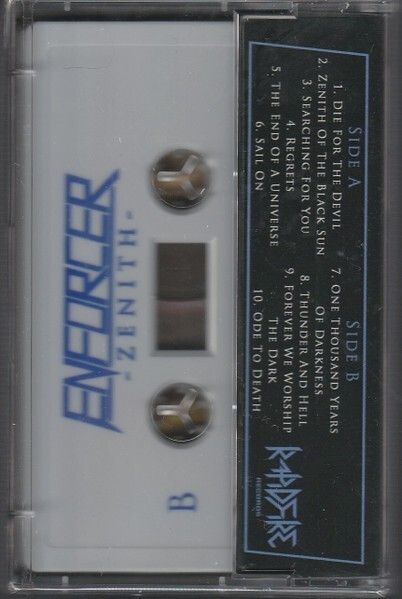 SIDE A
1. DIE FOR THE DEVIL
2. ZENITH OF THE BLACK SUN
3. SEARCHING FOR YOU
4. REGRETS
5. THE END OF A UNIVERSE
6. SAIL ON
SIDE B
7. ONE THOUSAND YEARS
OF DARKNESS
8. THUNDER AND HELL
9. FOREVER WE WORSHIP
THE DARK
10. ODE TO DEATH
RECORDS
ENFORCER
- ZENITH -
B